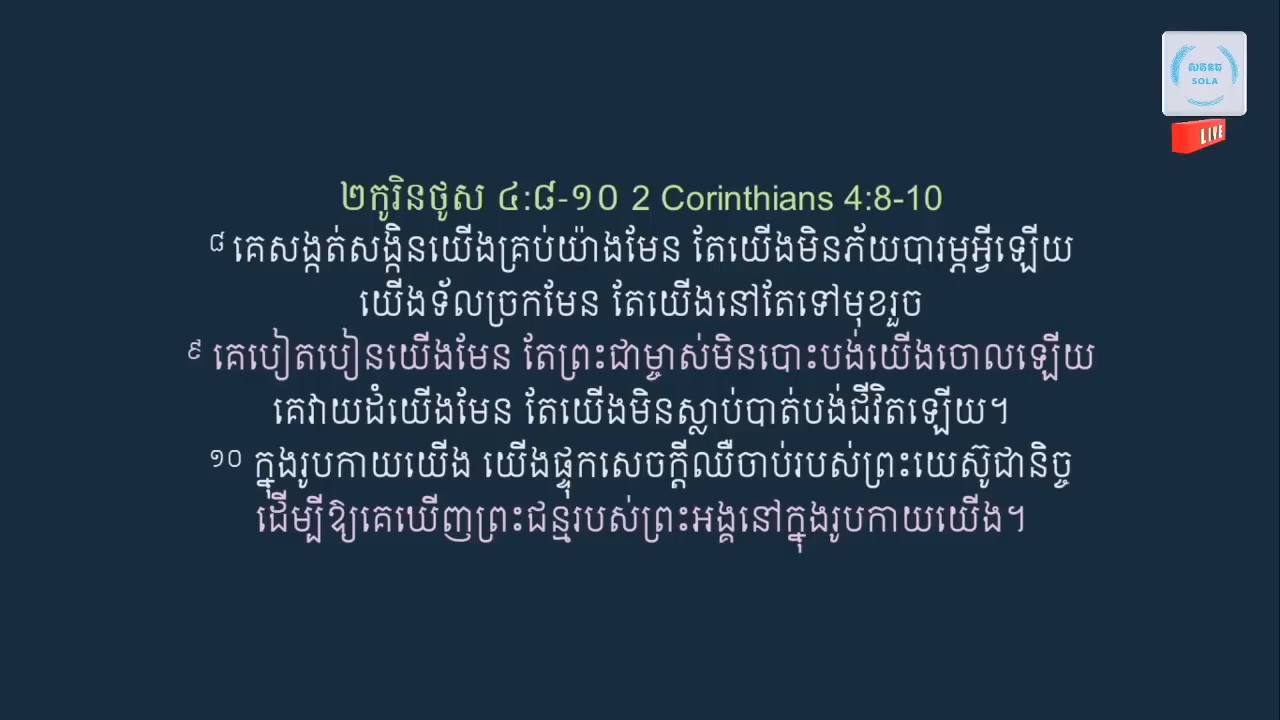 សគនជ
SOLA
LIVE
២កូរិនថូស ៤:៨-១០ 2 Corinthians 4:8-10
៨ គេសង្កត់សង្កិនយើងគ្រប់យ៉ាងមែន តែយើងមិនភ័យបារម្ភអ្វីឡើយ
យើងទ័លច្រកមែន តែយើងនៅតែទៅមុខរួច
៩ គេបៀតបៀនយើងមែន តែព្រះជាម្ចាស់មិនបោះបង់យើងចោលឡើយ
គេវាយដំយើងមែន តែយើងមិនស្លាប់បាត់បង់ជីវិតឡើយ។
១០ ក្នុងរូបកាយយើង យើងផ្ទុកសេចក្ដីឈឺចាប់របស់ព្រះយេស៊ូជានិច្ច
ដើម្បីឱ្យគេឃើញព្រះជន្មរបស់ព្រះអង្គនៅក្នុងរូបកាយយើង។